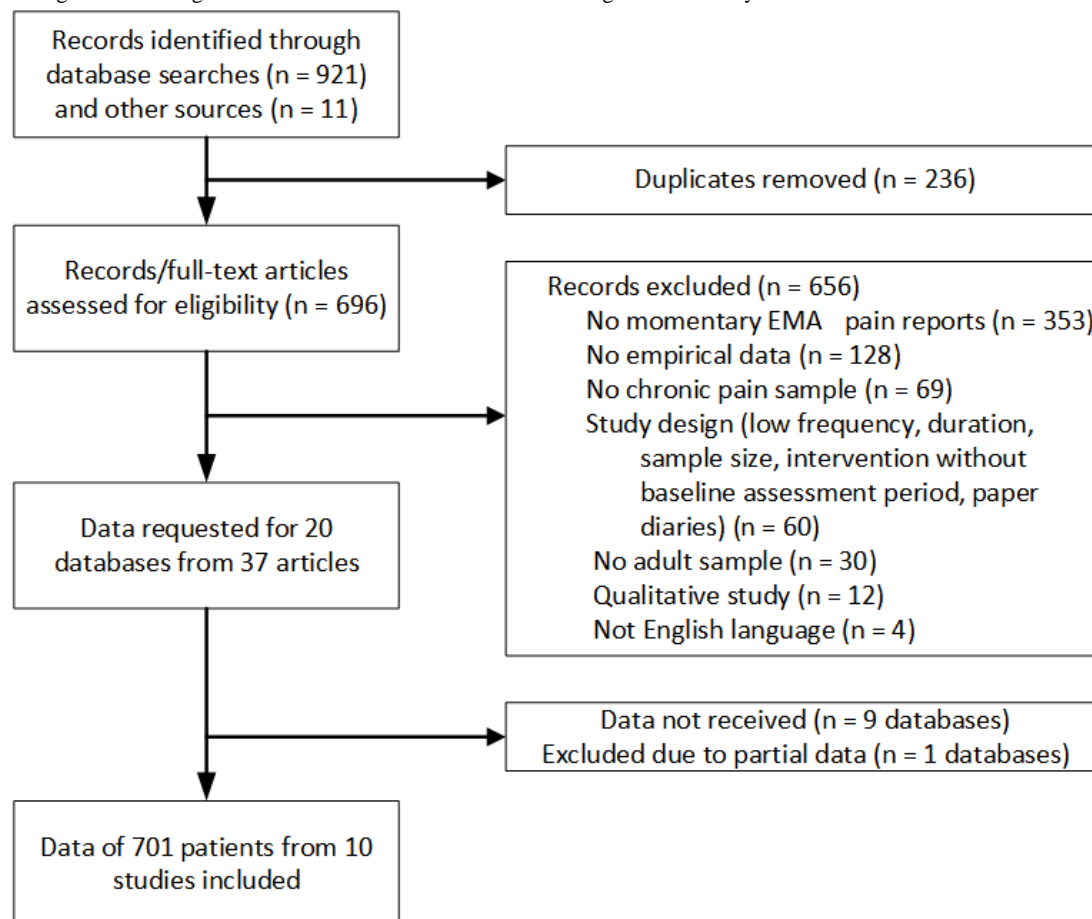 Records identified through
database searches (n = 921)
and other sources (n = 11)
Duplicates removed (n = 236)
Records/full-text articles
assessed for eligibility (n = 696)
Records excluded (n = 656)
No momentary EMA pain reports (n = 353)
No empirical data (n = 128)
No chronic pain sample (n = 69)
Study design (low frequency, duration,
sample size, intervention without
baseline assessment period, paper
diaries) (n = 60)
No adult sample (n = 30)
Qualitative study (n = 12)
Not English language (n = 4)
Data requested for 20
databases from 37 articles
Data not received (n = 9 databases)
Excluded due to partial data (n = 1 databases)
Data of 701 patients from 10
studies included